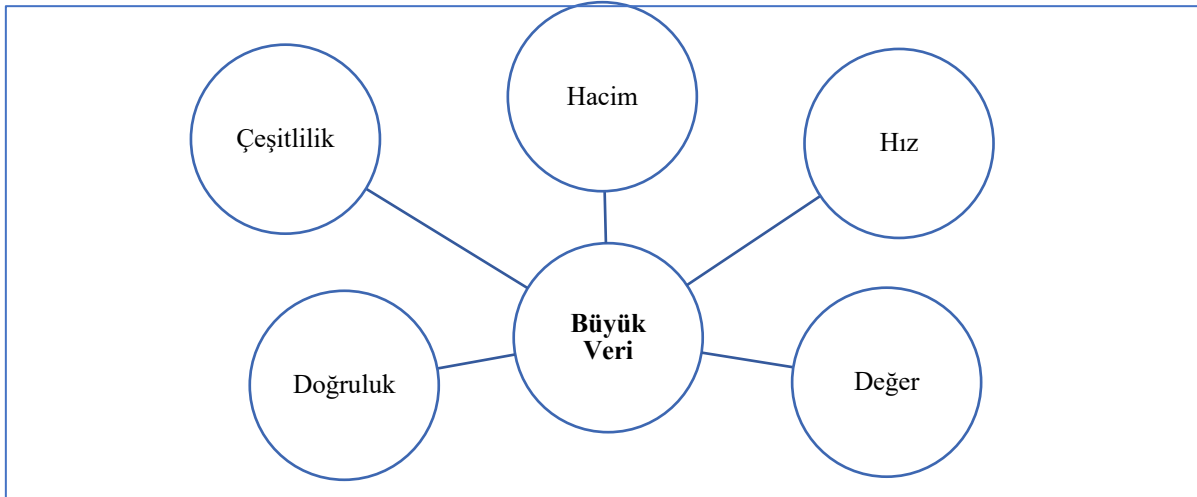 Hacim
Çeşitlilik
Hız
Büyük
Veri
Doğruluk
Değer